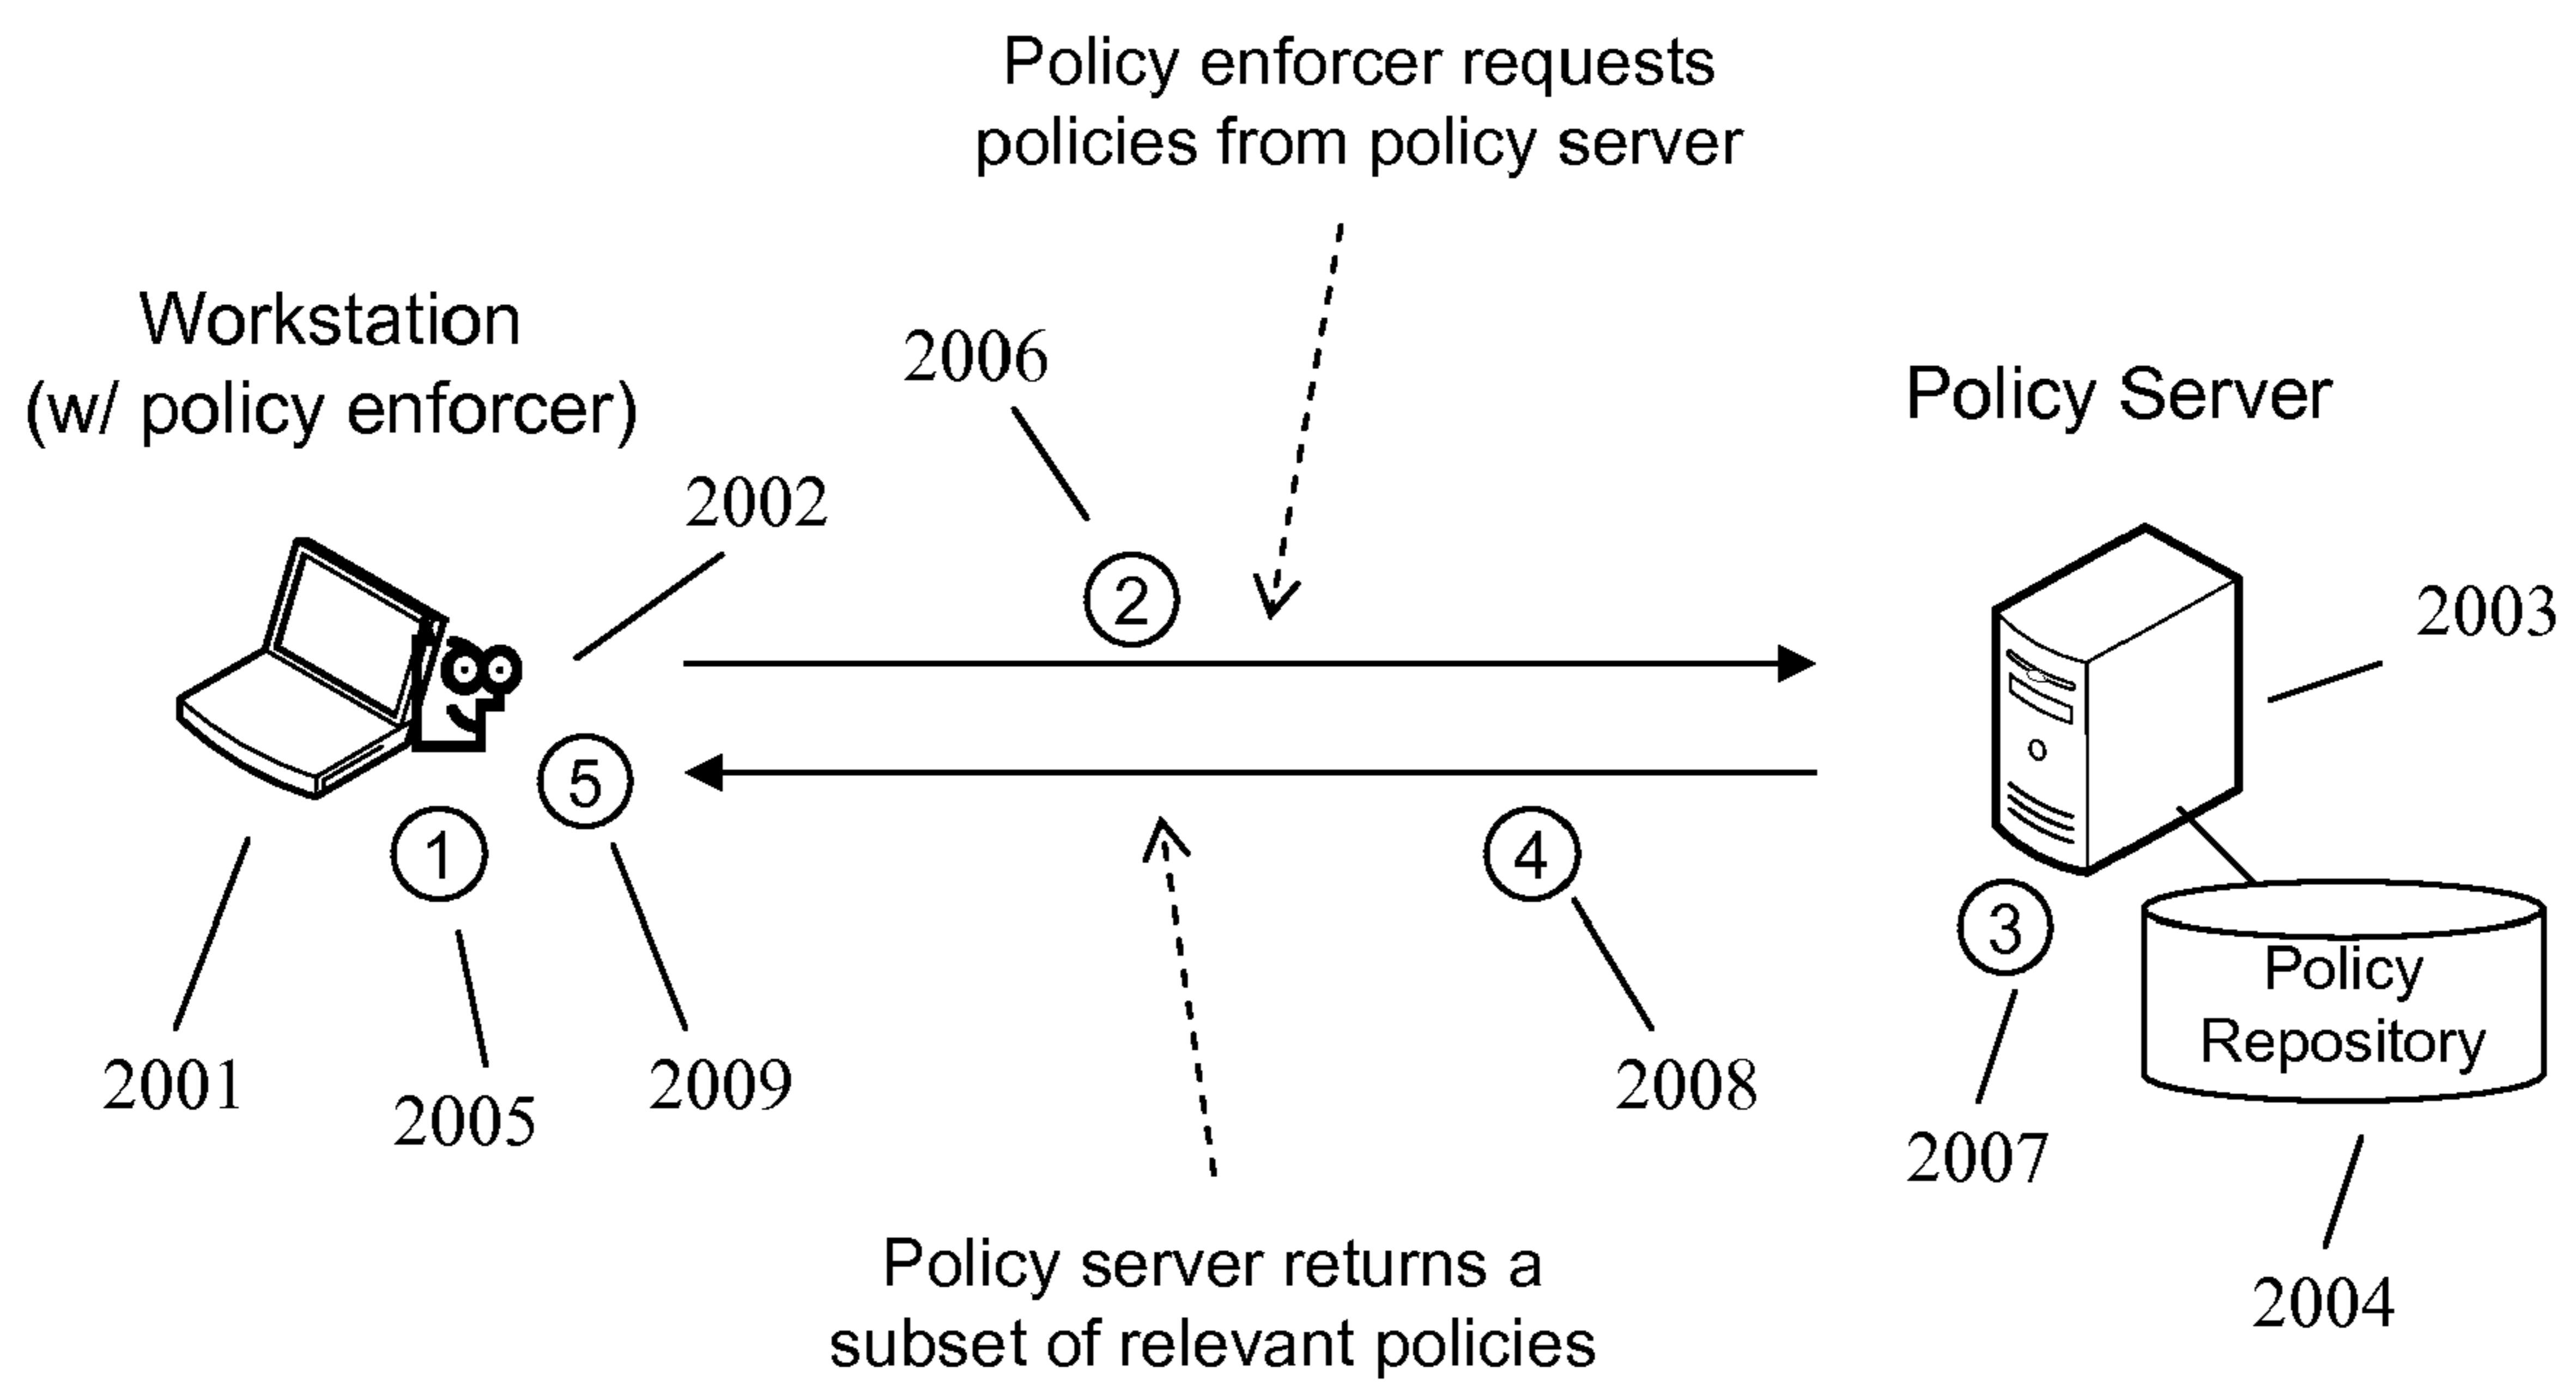 Policy enforcer requests
policies from policy server
Workstation
(w/ policy enforcer)
2006
Policy Server
2002
2
2003
5
1
4
3
Policy
Repository
2001
2005
2009
2008
2007
2004
Policy server returns a
subset of relevant policies